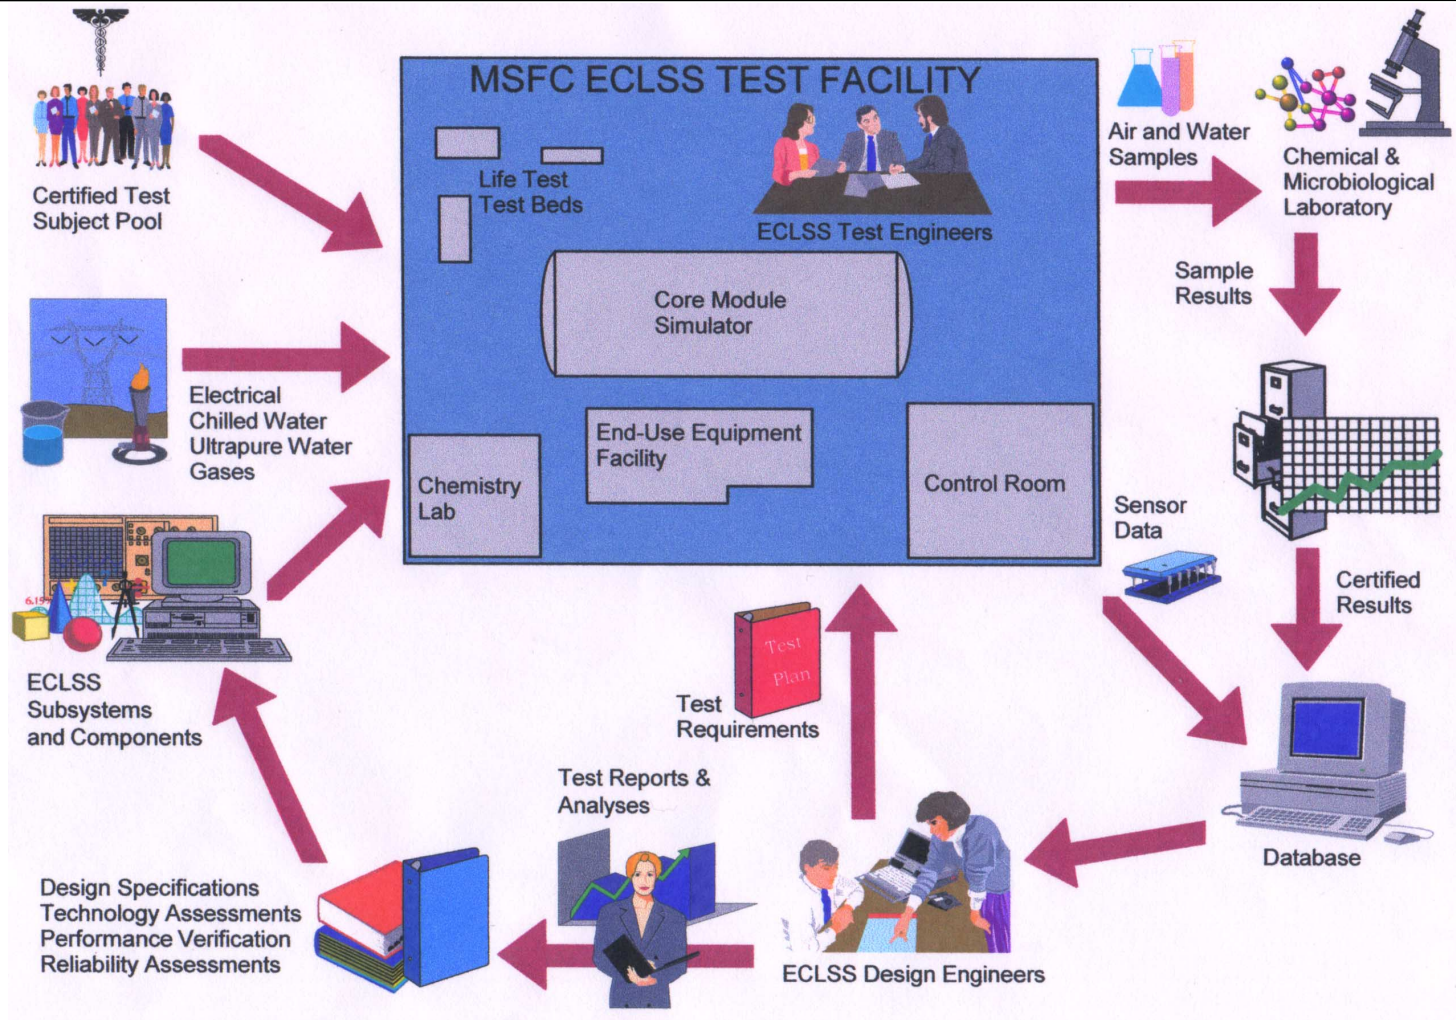 MSFC ECLSS TEST FACILITY
Certified Test
Subject Pool
Life Test
Test Beds
ECLSS Test Engineers
Air and Water
Samples
Chemical &
Microbiological
Laboratory
Sample
Results
Core Module
Simulator
Electrical
Chilled Water
Ultrapure Water
Gases
End-Use Equipment
Facility
Chemistry
Lab
Control Room
Sensor
Data
Certified
Results
ECLSS
Subsystems
and Components
Test
Plan
Test
Requirements
Test Reports &
Analyses
Database
Design Specifications
Technology Assessments
Performance Verification
Reliability Assessments
ECLSS Design Engineers